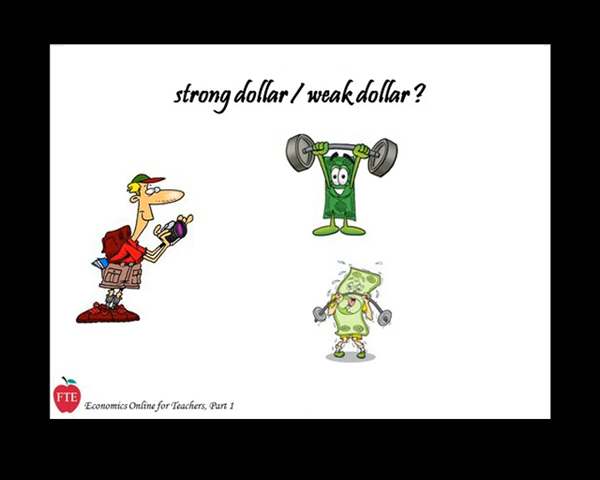 strong dollar / weak dollar ?
FTE
Economics Online for Teachers, Part 1